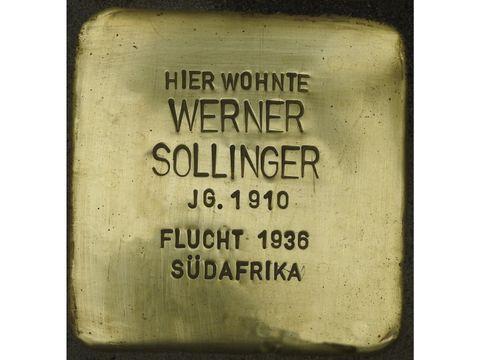 HIER WOHNTE
WERNER
SOLLINGER
JG. 1910
FLUCHT 1936
SÜDAFRIKA